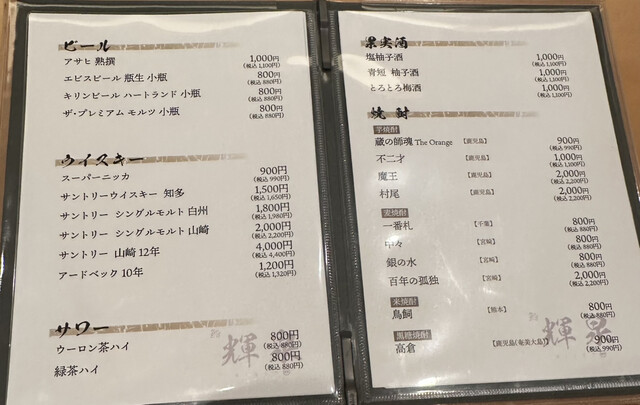 ビール
アサヒ 熟撰 1,000円 (税込 1,100円)
エビスビール 瓶生 小瓶 800円 (税込 880円)
キリンビール ハートランド 小瓶 800円 (税込 880円)
ザ・プレミアム モルツ 小瓶 800円 (税込 880円)
ウイスキー
スーパーニッカ 900円 (税込 990円)
サントリーウイスキー 知多 1,500円 (税込 1,650円)
サントリー シングルモルト 白州 1,800円 (税込 1,980円)
サントリー シングルモルト 山崎 2,000円 (税込 2,200円)
サントリー 山崎 12年 4,000円 (税込 4,400円)
アードベック 10年 1,200円 (税込 1,320円)
サワー
ウーロン茶ハイ 800円 (税込 880円)
緑茶ハイ 800円 (税込 880円)
輝
果実酒
塩柚子酒 1,000円 (税込 1,100円)
青短 柚子酒 1,000円 (税込 1,100円)
とろとろ梅酒 1,000円 (税込 1,100円)
焼酎
芋焼酎
蔵の師魂 The Orange 【鹿児島】 900円 (税込 990円)
不二才 【鹿児島】 1,000円 (税込 1,100円)
魔王 【鹿児島】 2,000円 (税込 2,200円)
村尾 【鹿児島】 2,000円 (税込 2,200円)
麦焼酎
一番札 【千葉】 800円 (税込 880円)
中々 【宮崎】 800円 (税込 880円)
銀の水 【宮崎】 800円 (税込 880円)
百年の孤独 【宮崎】 2,000円 (税込 2,200円)
米焼酎
鳥飼 【熊本】 800円 (税込 880円)
黒糖焼酎
高倉 【鹿児島(奄美大島)】 900円 (税込 990円)
輝